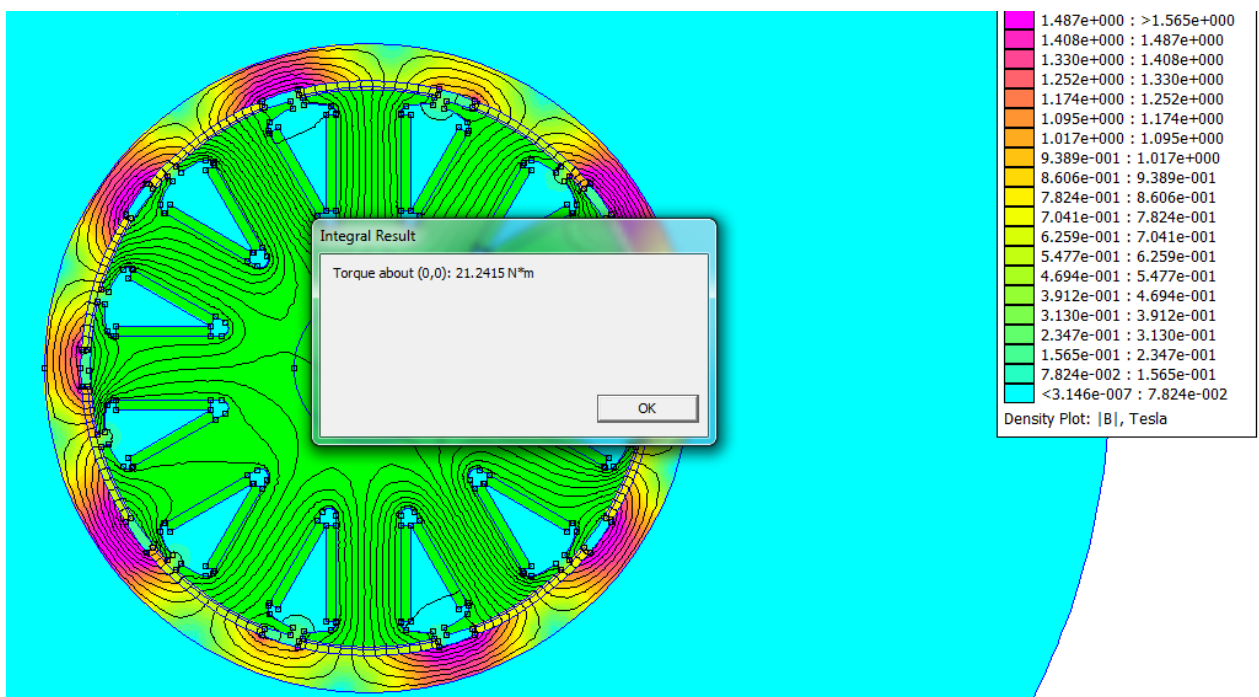 1.487e+000 : >1.565e+000
1.408e+000 : 1.487e+000
1.330e+000 : 1.408e+000
1.252e+000 : 1.330e+000
1.174e+000 : 1.252e+000
1.095e+000 : 1.174e+000
1.017e+000 : 1.095e+000
9.389e-001 : 1.017e+000
8.606e-001 : 9.389e-001
7.824e-001 : 8.606e-001
7.041e-001 : 7.824e-001
6.259e-001 : 7.041e-001
5.477e-001 : 6.259e-001
4.694e-001 : 5.477e-001
3.912e-001 : 4.694e-001
3.130e-001 : 3.912e-001
2.347e-001 : 3.130e-001
1.565e-001 : 2.347e-001
7.824e-002 : 1.565e-001
<3.146e-007 : 7.824e-002
Density Plot: |B|, Tesla
Integral Result
Torque about (0,0): 21.2415 N*m
OK